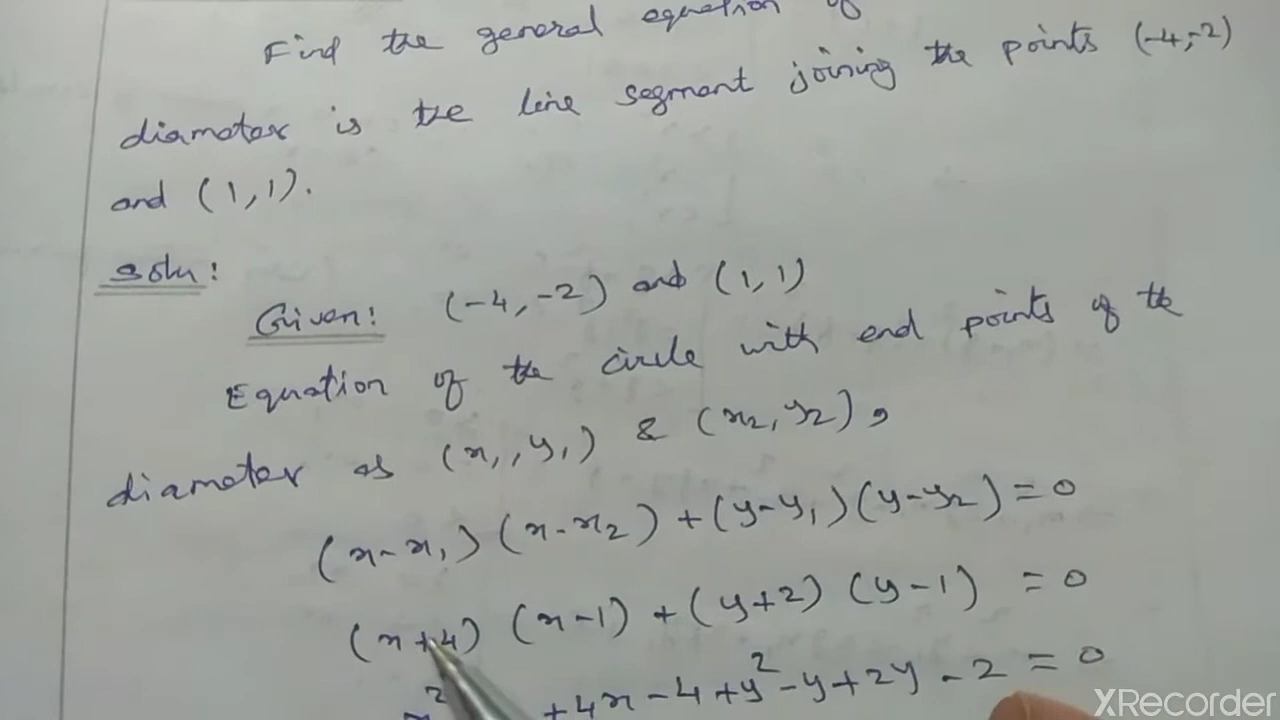 Find the general equation of
diameter is the line segment joining the points (-4,-2)
and (1,1).
Soln:
Given: (-4,-2) and (1,1)
Equation of the circle with end points of the
diameter as (x₁,y₁) & (x₂,y₂),
(x-x₁)(x-x₂)+(y-y₁)(y-y₂)=0
(x+4)(x-1)+(y+2)(y-1)=0
+4x-4+y²-y+2y-2=0
XRecorder